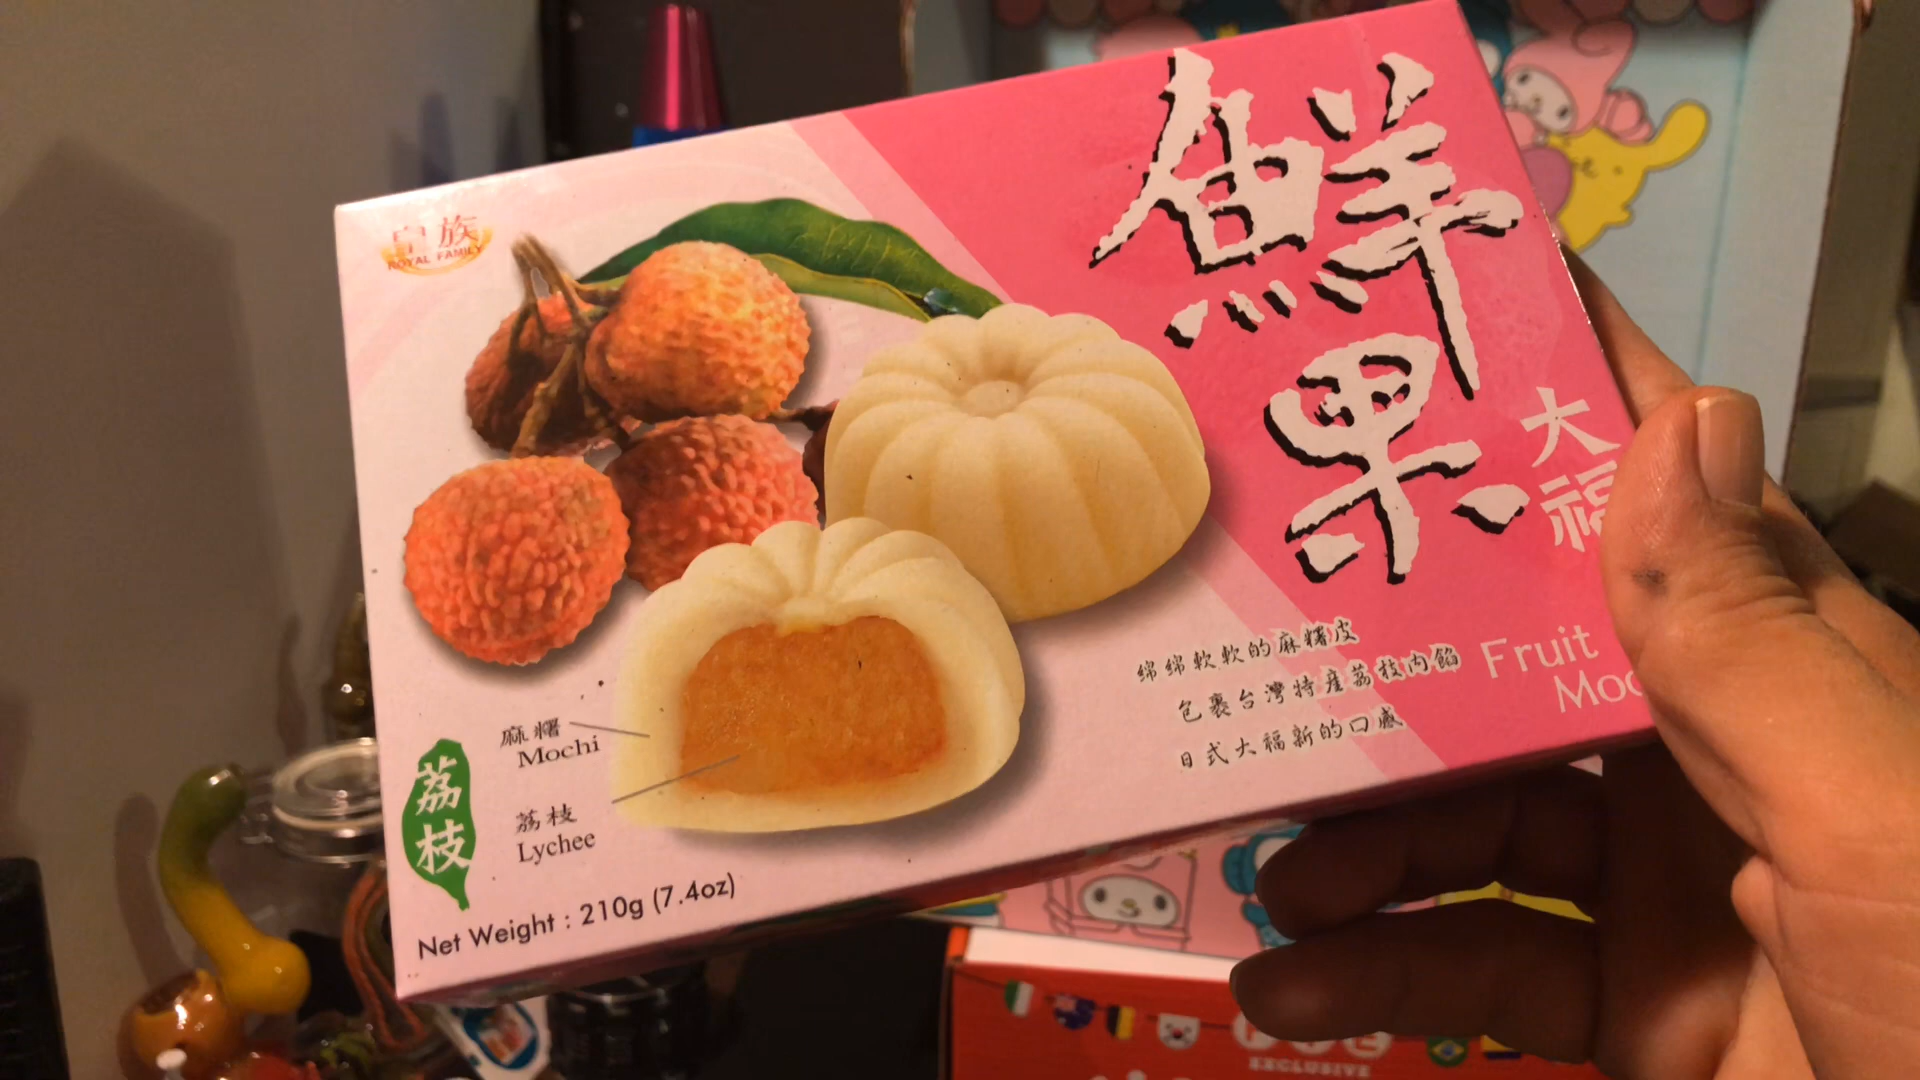 皇族
ROYAL FAMILY
鮮果
大福
Fruit
麻糬
Mochi
荔枝
Lychee
荔枝
綿綿軟軟的麻糬皮
包裹台灣特產荔枝內餡
日式大福新的口感
Net Weight : 210g (7.4oz)
EXCLUSIVE